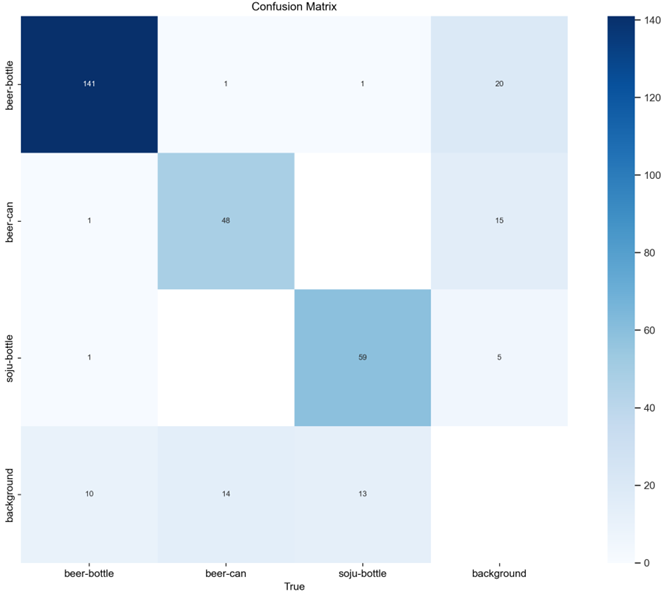 Confusion Matrix
beer-bottle
141
1
1
20
beer-can
1
48
15
soju-bottle
1
59
5
background
10
14
13
beer-bottle
beer-can
soju-bottle
background
True
140
120
100
80
60
40
20
0